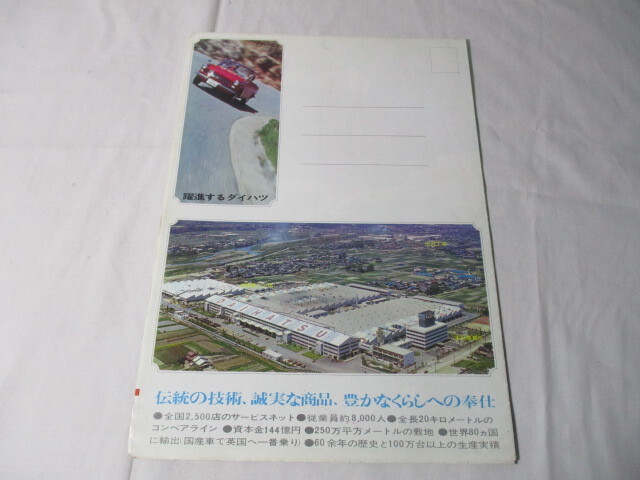 躍進するダイハツ
DAIHATSU
伝統の技術、誠実な商品、豊かなくらしへの奉仕
●全国2,500店のサービスネット●従業員約8,000人●全長20キロメートルの
コンベアライン●資本金144億円●250万平方メートルの敷地●世界80ヵ国
に輸出(国産車で英国へ一番乗り)●60余年の歴史と100万台以上の生産実積